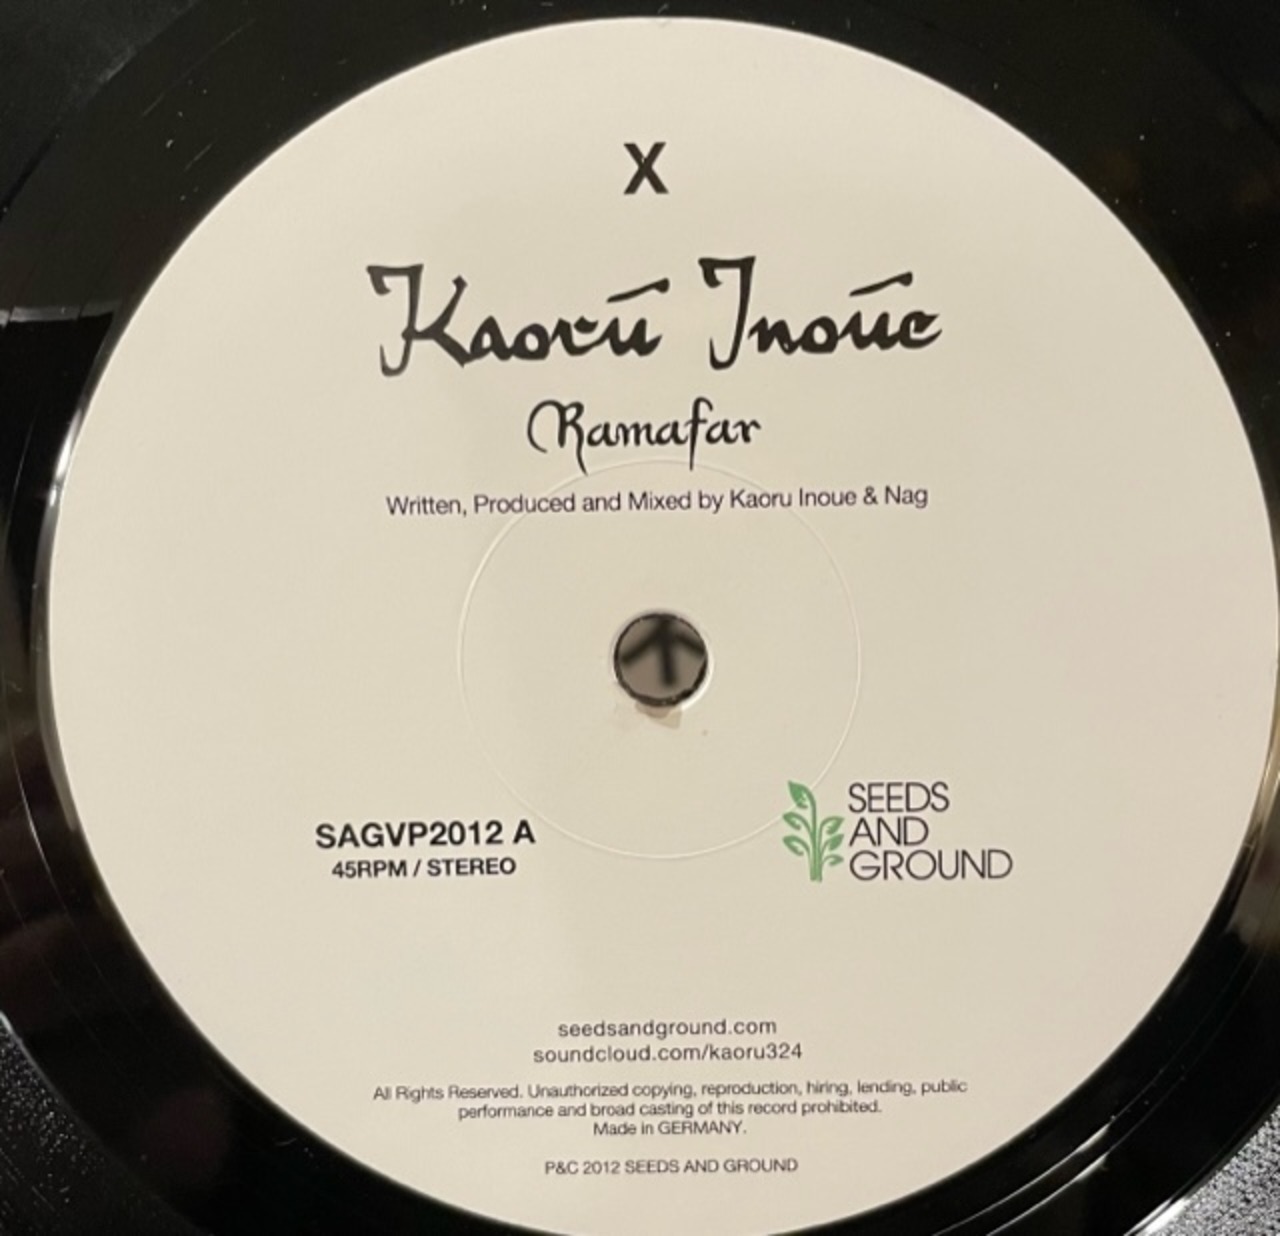 X
Kaorū Inoūe
Ramafar
Written, Produced and Mixed by Kaoru Inoue & Nag
SAGVP2012 A
45RPM / STEREO
SEEDS
AND
GROUND
seedsandground.com
soundcloud.com/kaoru324
All Rights Reserved. Unauthorized copying, reproduction, hiring, lending, public
performance and broad casting of this record prohibited.
Made in GERMANY.
P&C 2012 SEEDS AND GROUND